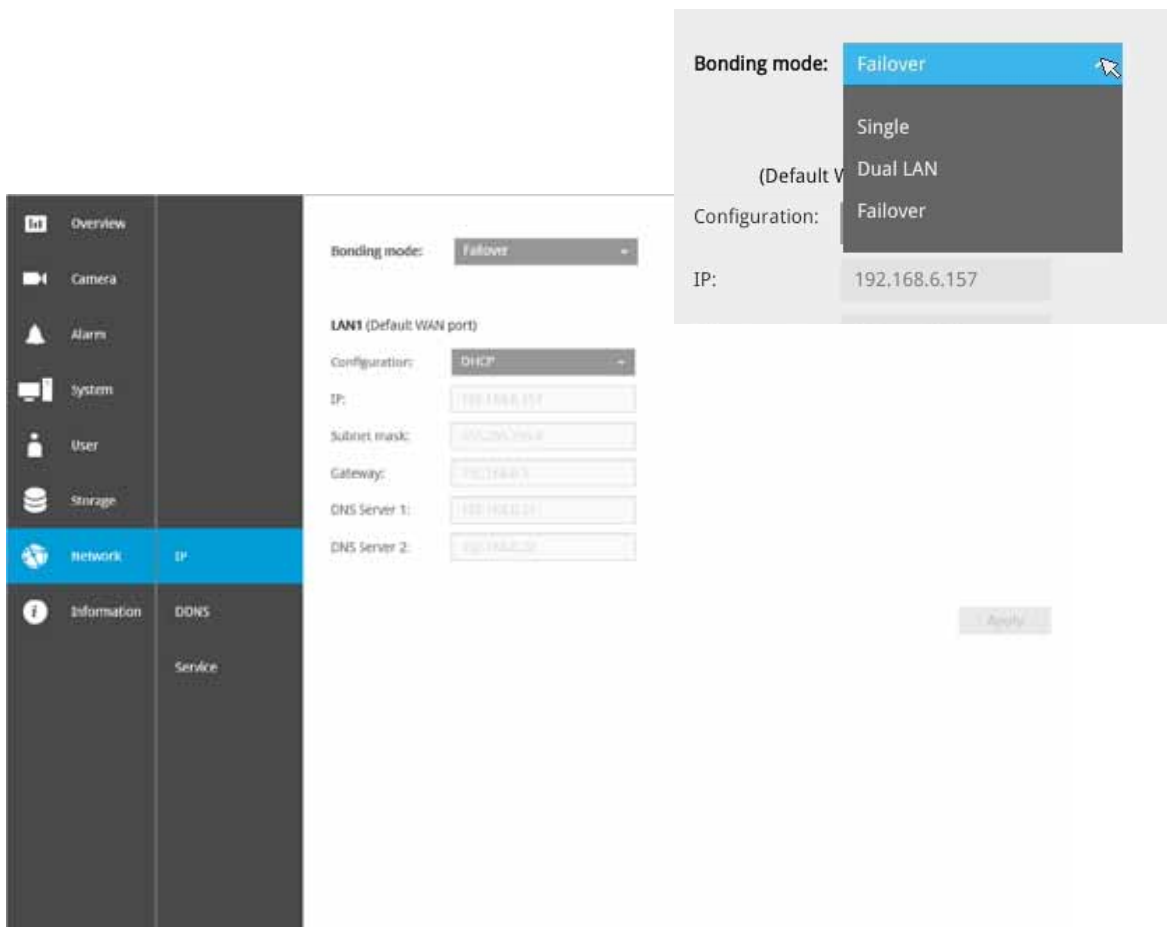 Bonding mode: Failover
Single
(Default Dual LAN
Configuration: Failover
IP: 192.168.6.157
Overview
Camera
Alarm
System
User
Storage
Network IP
Information DDNS
Service
Bonding mode: Failover
LAN1 (Default WAN port)
Configuration: DHCP
IP:
Subnet mask:
Gateway:
DNS Server 1:
DNS Server 2:
Apply